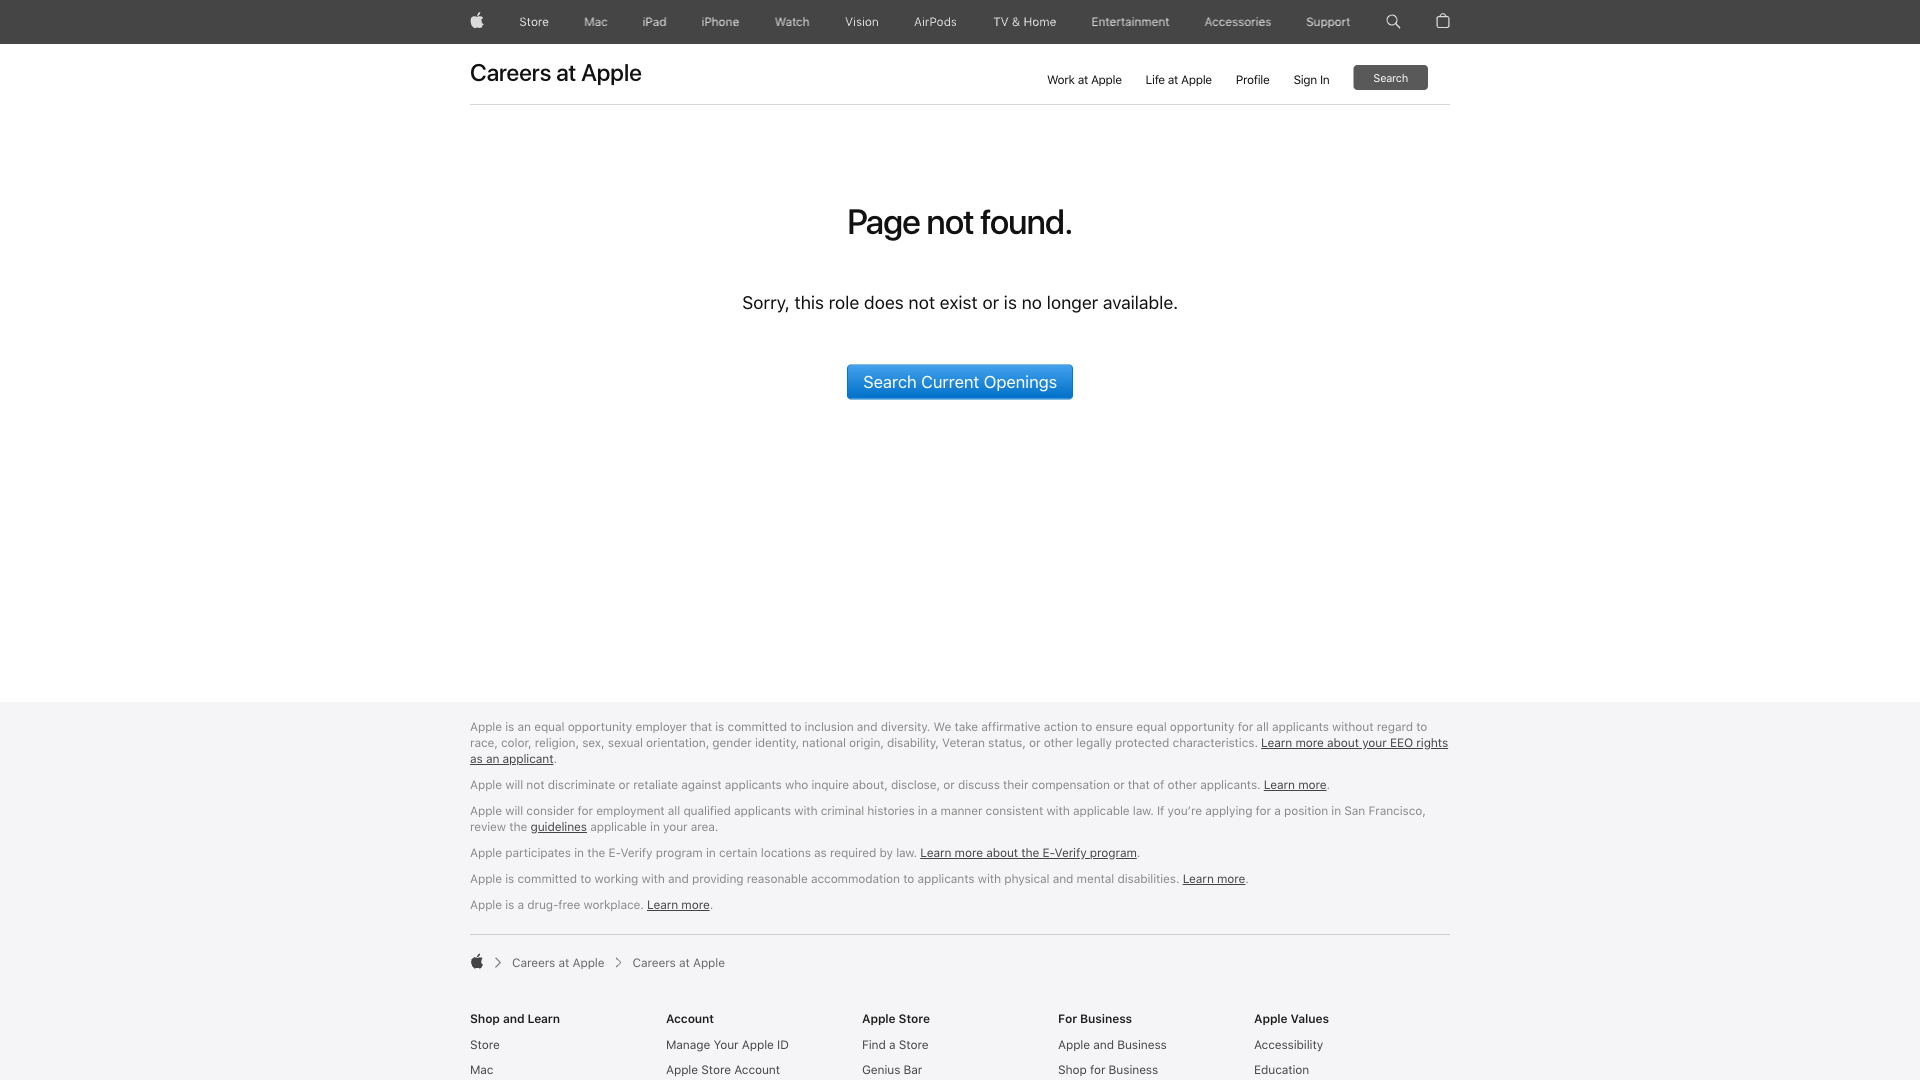 Store Mac iPad iPhone Watch Vision AirPods TV & Home Entertainment Accessories Support
Careers at Apple
Work at Apple Life at Apple Profile Sign In Search
Page not found.
Sorry, this role does not exist or is no longer available.
Search Current Openings
Apple is an equal opportunity employer that is committed to inclusion and diversity. We take affirmative action to ensure equal opportunity for all applicants without regard to
race, color, religion, sex, sexual orientation, gender identity, national origin, disability, Veteran status, or other legally protected characteristics. Learn more about your EEO rights
as an applicant.
Apple will not discriminate or retaliate against applicants who inquire about, disclose, or discuss their compensation or that of other applicants. Learn more.
Apple will consider for employment all qualified applicants with criminal histories in a manner consistent with applicable law. If you’re applying for a position in San Francisco,
review the guidelines applicable in your area.
Apple participates in the E-Verify program in certain locations as required by law. Learn more about the E-Verify program.
Apple is committed to working with and providing reasonable accommodation to applicants with physical and mental disabilities. Learn more.
Apple is a drug-free workplace. Learn more.
Careers at Apple Careers at Apple
Shop and Learn Account Apple Store For Business Apple Values
Store Manage Your Apple ID Find a Store Apple and Business Accessibility
Mac Apple Store Account Genius Bar Shop for Business Education